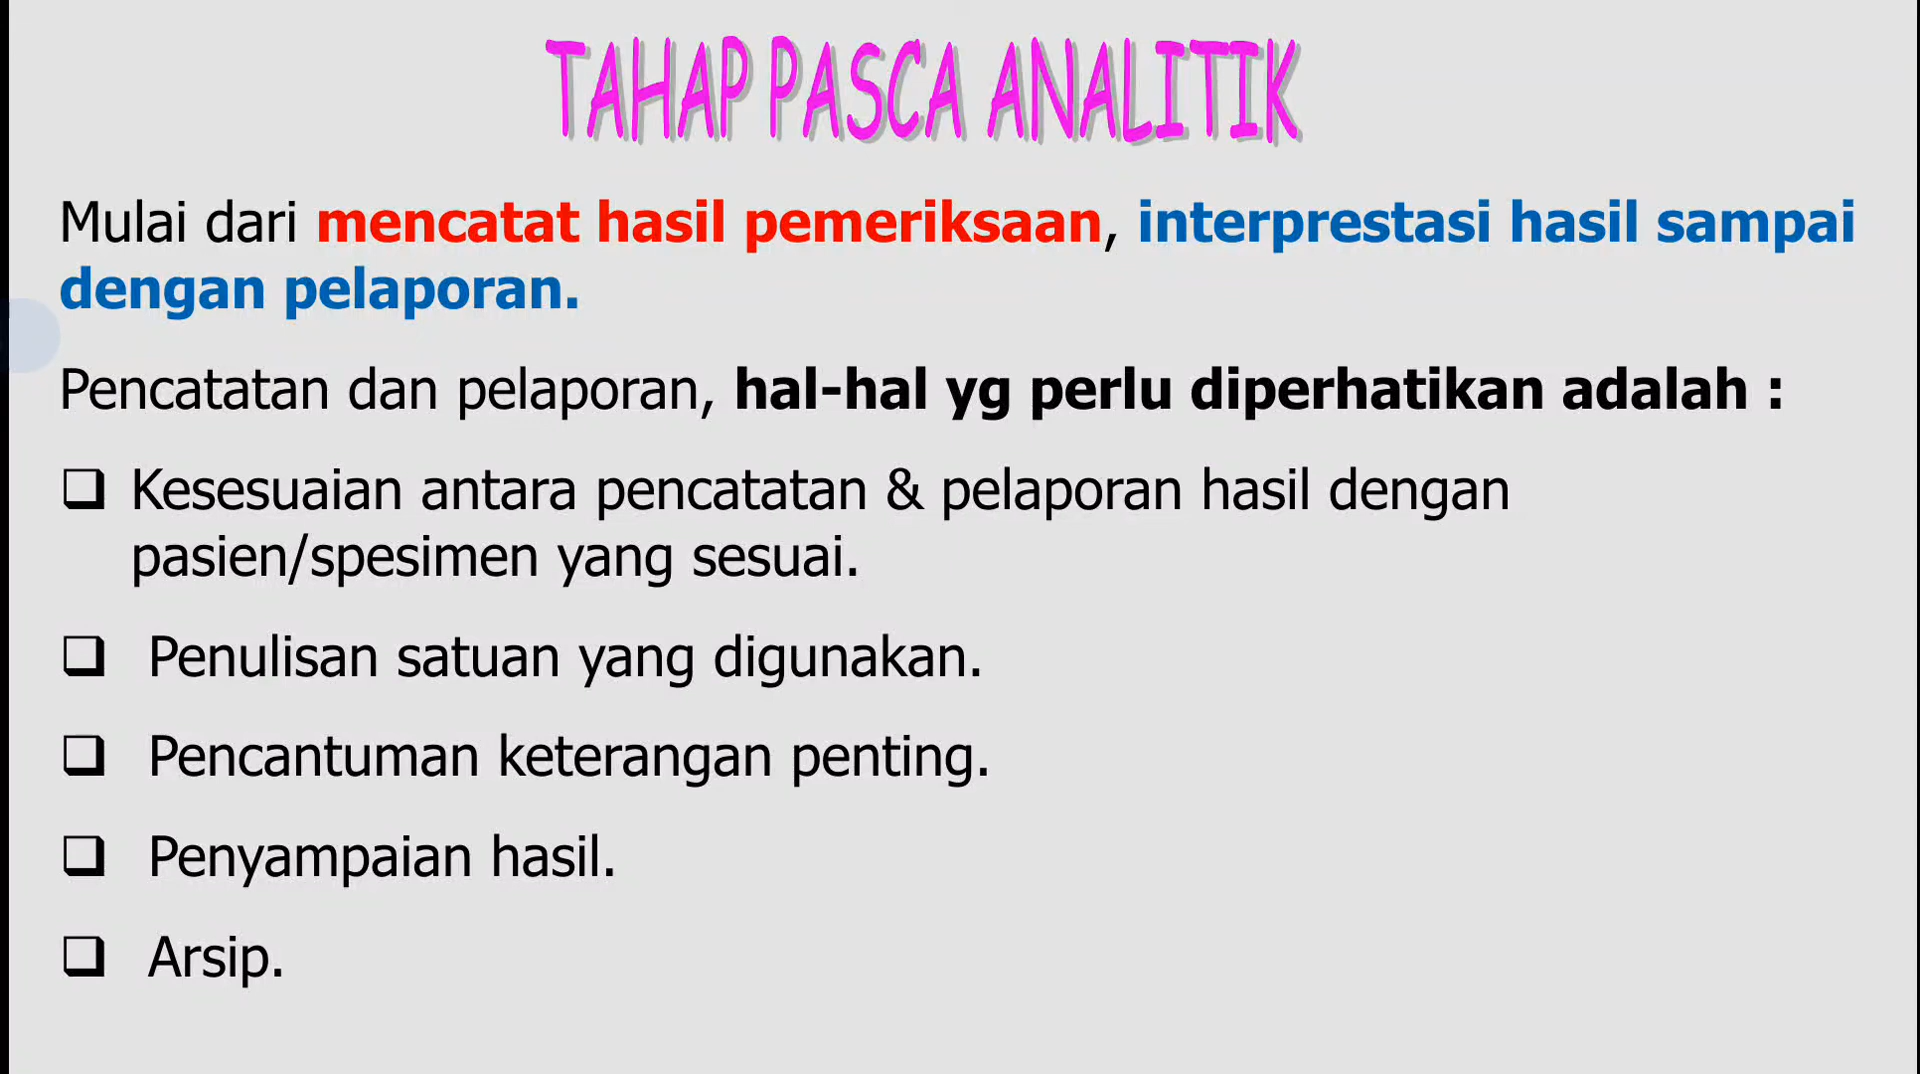 TAHAP PASCA ANALITIK
Mulai dari mencatat hasil pemeriksaan, interprestasi hasil sampai
dengan pelaporan.
Pencatatan dan pelaporan, hal-hal yg perlu diperhatikan adalah :
❑ Kesesuaian antara pencatatan & pelaporan hasil dengan
pasien/spesimen yang sesuai.
❑ Penulisan satuan yang digunakan.
❑ Pencantuman keterangan penting.
❑ Penyampaian hasil.
❑ Arsip.